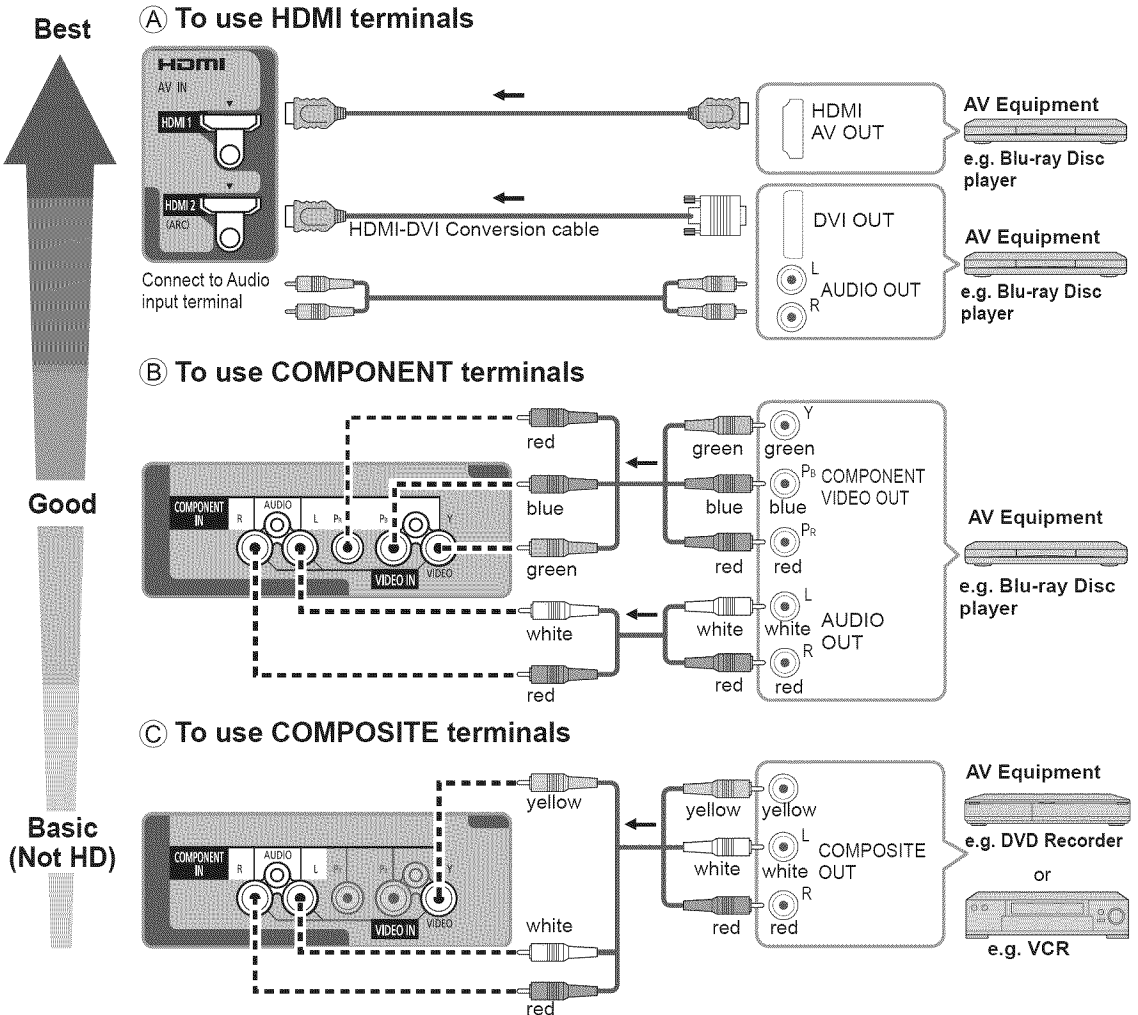 Best
Ⓐ To use HDMI terminals
HDMI
AV IN
HDMI 1
HDMI 2
(ARC)
HDMI
AV OUT
AV Equipment
e.g. Blu-ray Disc
player
HDMI-DVI Conversion cable
DVI OUT
L
AUDIO OUT
R
AV Equipment
e.g. Blu-ray Disc
player
Connect to Audio
input terminal
Ⓑ To use COMPONENT terminals
Good
COMPONENT
IN
R
AUDIO
L
PR
PB
Y
VIDEO IN
VIDEO
red
blue
green
white
red
green
blue
red
white
red
Y
green
PB
blue
PR
red
COMPONENT
VIDEO OUT
L
white
R
red
AUDIO
OUT
AV Equipment
e.g. Blu-ray Disc
player
Ⓒ To use COMPOSITE terminals
Basic
(Not HD)
COMPONENT
IN
R
AUDIO
L
Y
VIDEO IN
VIDEO
yellow
white
red
yellow
white
red
yellow
L
white
R
red
COMPOSITE
OUT
AV Equipment
e.g. DVD Recorder
or
e.g. VCR